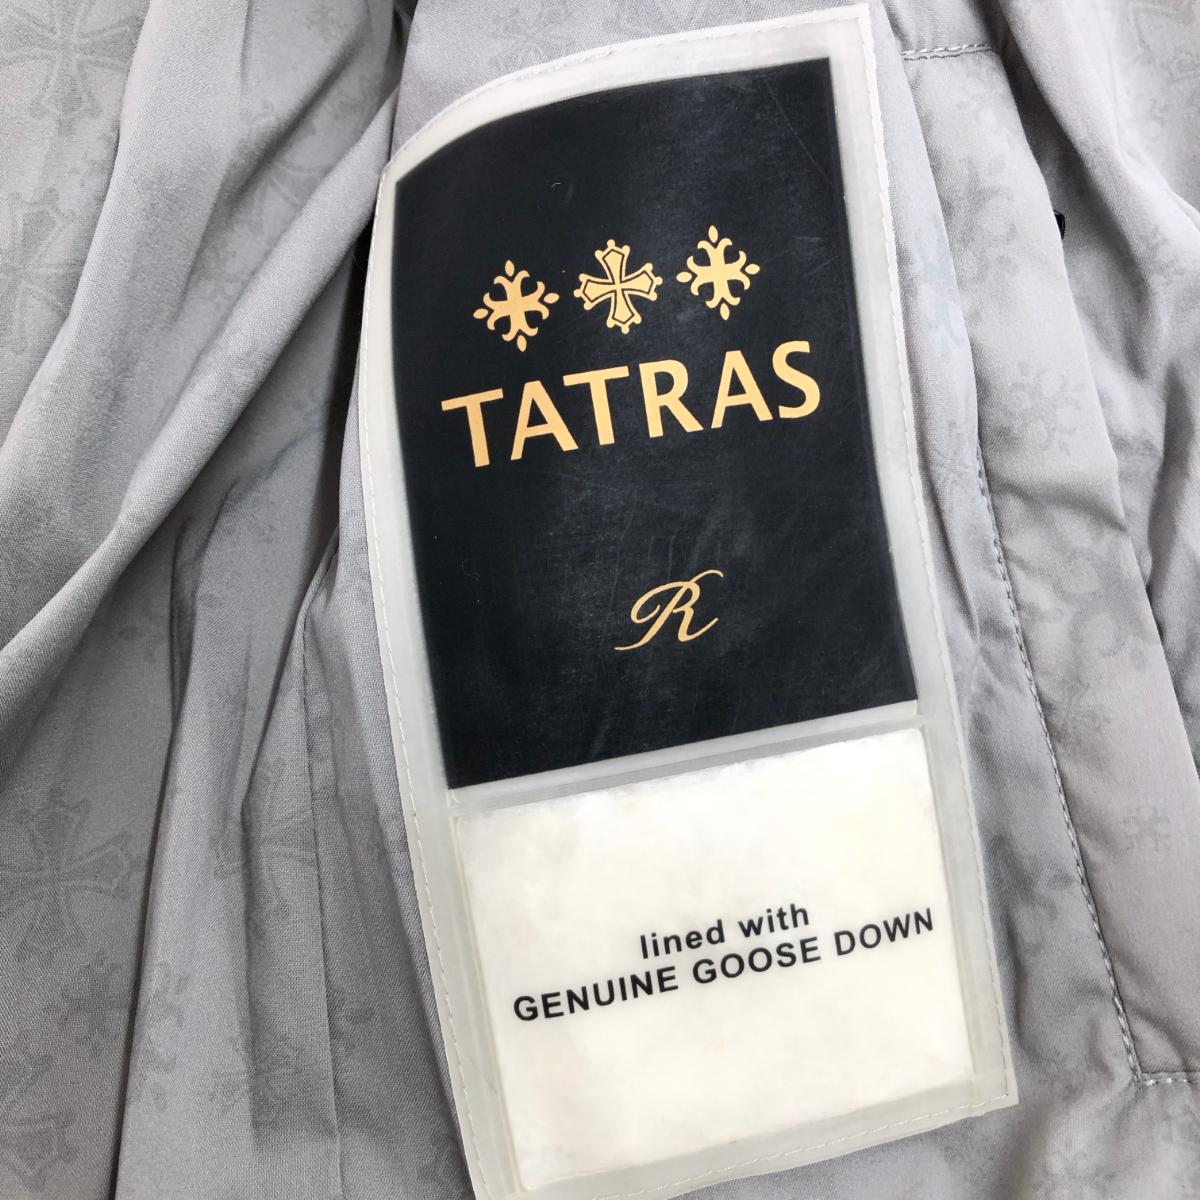 TATRAS
R
lined with
GENUINE GOOSE DOWN